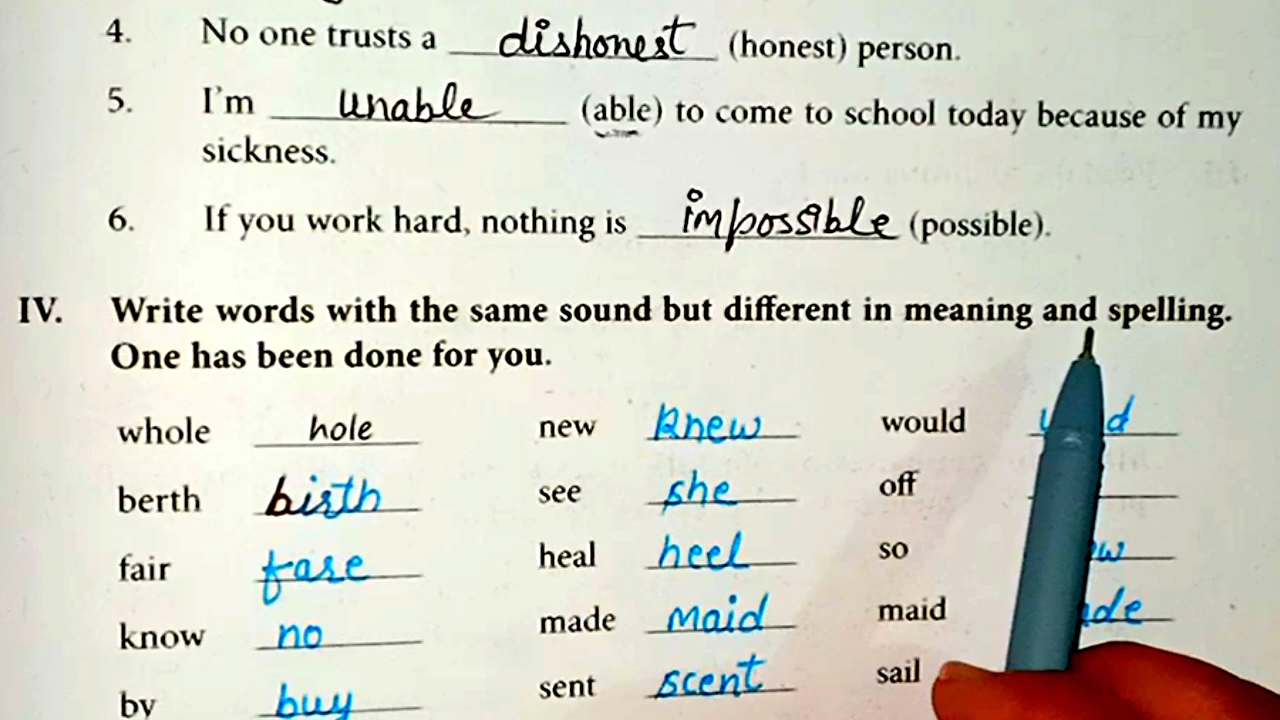 4. No one trusts a dishonest (honest) person.
5. I'm unable (able) to come to school today because of my
sickness.
6. If you work hard, nothing is impossible (possible).
IV. Write words with the same sound but different in meaning and spelling.
One has been done for you.
whole hole new knew would
berth birth see she off
fair fare heal heel so
know no made maid maid
by buy sent scent sail